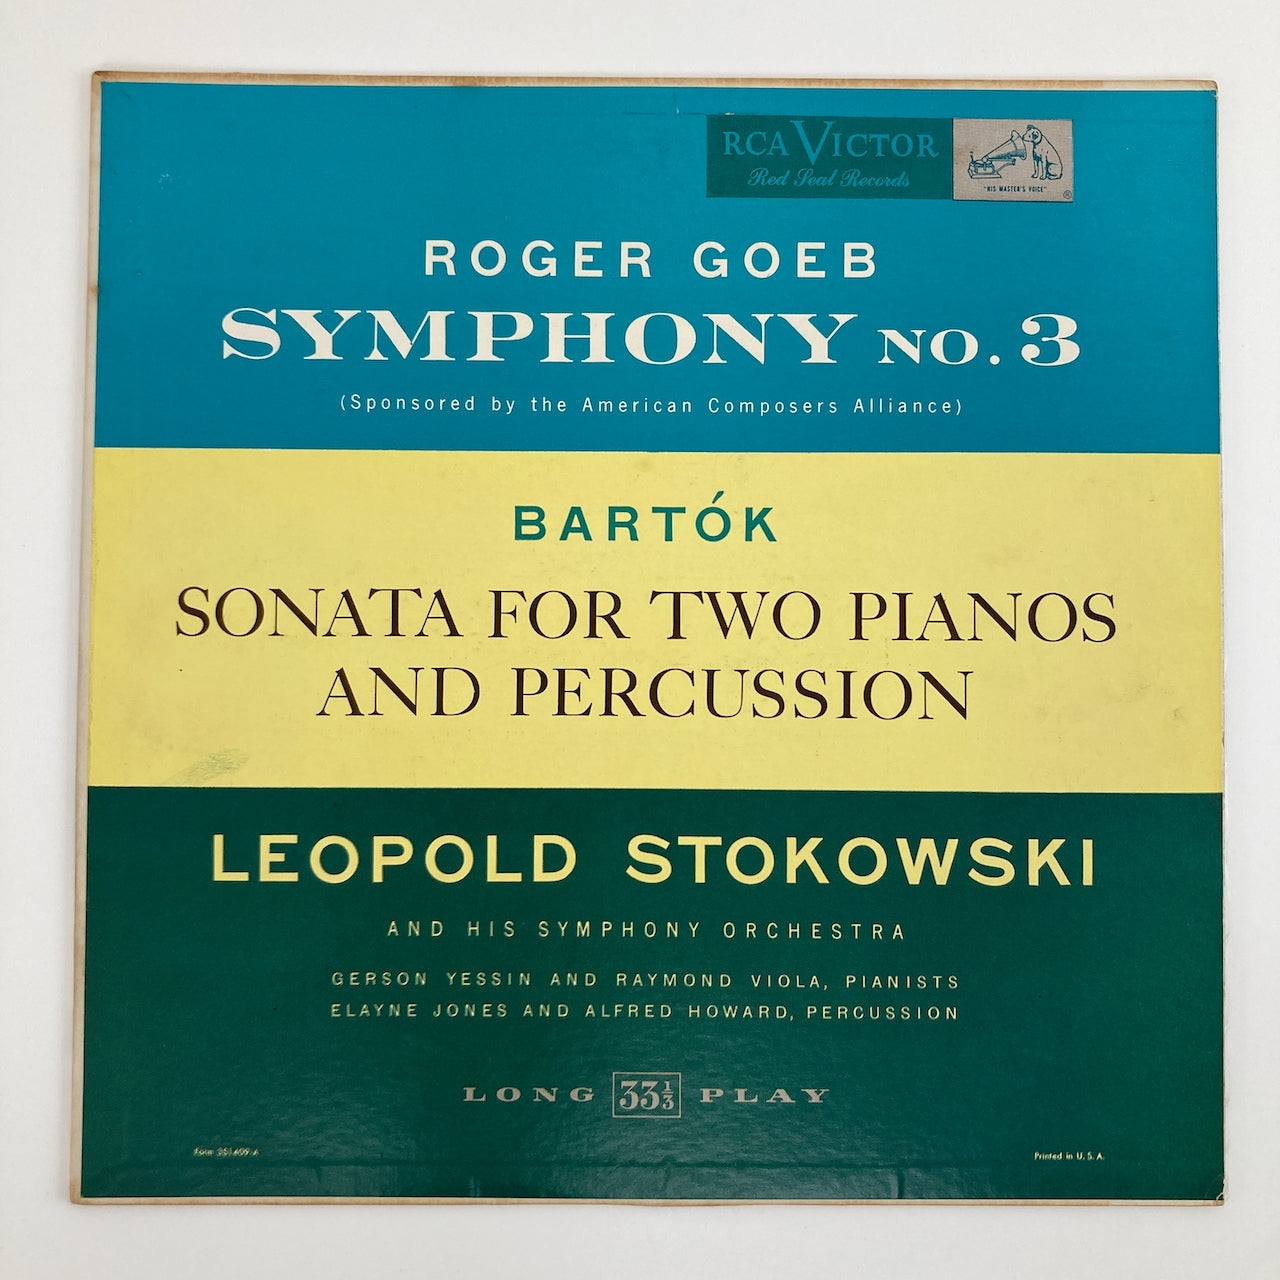 RCA VICTOR
Red Seal Records
"HIS MASTER'S VOICE"
®
ROGER GOEB
SYMPHONY NO. 3
(Sponsored by the American Composers Alliance)
BARTÓK
SONATA FOR TWO PIANOS
AND PERCUSSION
LEOPOLD STOKOWSKI
AND HIS SYMPHONY ORCHESTRA
GERSON YESSIN AND RAYMOND VIOLA, PIANISTS
ELAYNE JONES AND ALFRED HOWARD, PERCUSSION
LONG 33⅓ PLAY
Form
Printed in U. S. A.